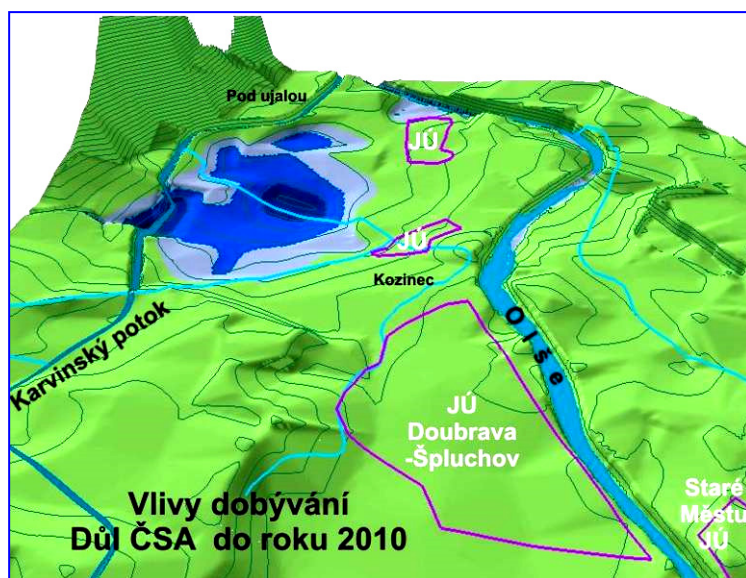 Pod ujalou
JÚ
JÚ
Kozinec
Karvinský potok
Olše
JÚ
Doubrava
-Špluchov
Staré
Městu
JÚ
Vlivy dobývání
Důl ČSA do roku 2010